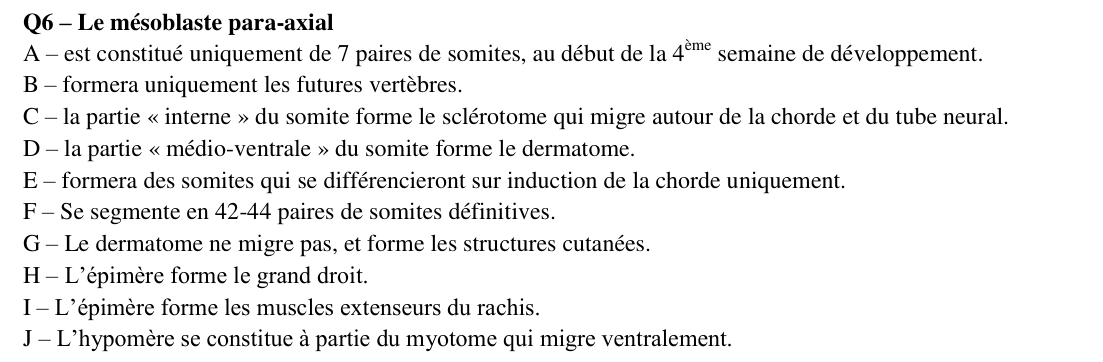 Q6 – Le mésoblaste para-axial
A – est constitué uniquement de 7 paires de somites, au début de la 4ème semaine de développement.
B – formera uniquement les futures vertèbres.
C – la partie « interne » du somite forme le sclérotome qui migre autour de la chorde et du tube neural.
D – la partie « médio-ventrale » du somite forme le dermatome.
E – formera des somites qui se différencieront sur induction de la chorde uniquement.
F – Se segmente en 42-44 paires de somites définitives.
G – Le dermatome ne migre pas, et forme les structures cutanées.
H – L’épimère forme le grand droit.
I – L’épimère forme les muscles extenseurs du rachis.
J – L’hypomère se constitue à partie du myotome qui migre ventralement.